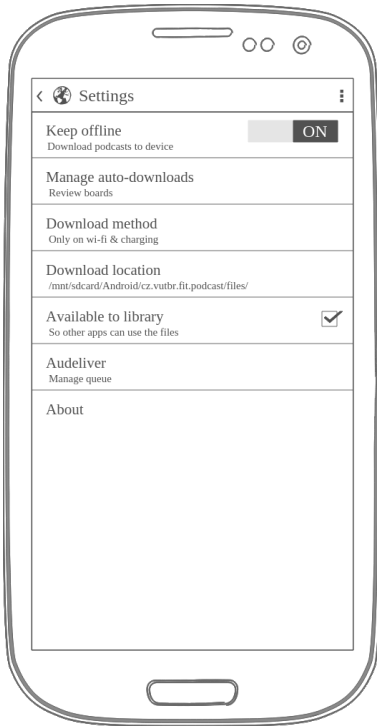 Settings
Keep offline
ON
Download podcasts to device
Manage auto-downloads
Review boards
Download method
Only on wi-fi & charging
Download location
/mnt/sdcard/Android/cz.vutbr.fit.podcast/files/
Available to library
So other apps can use the files
Audeliver
Manage queue
About